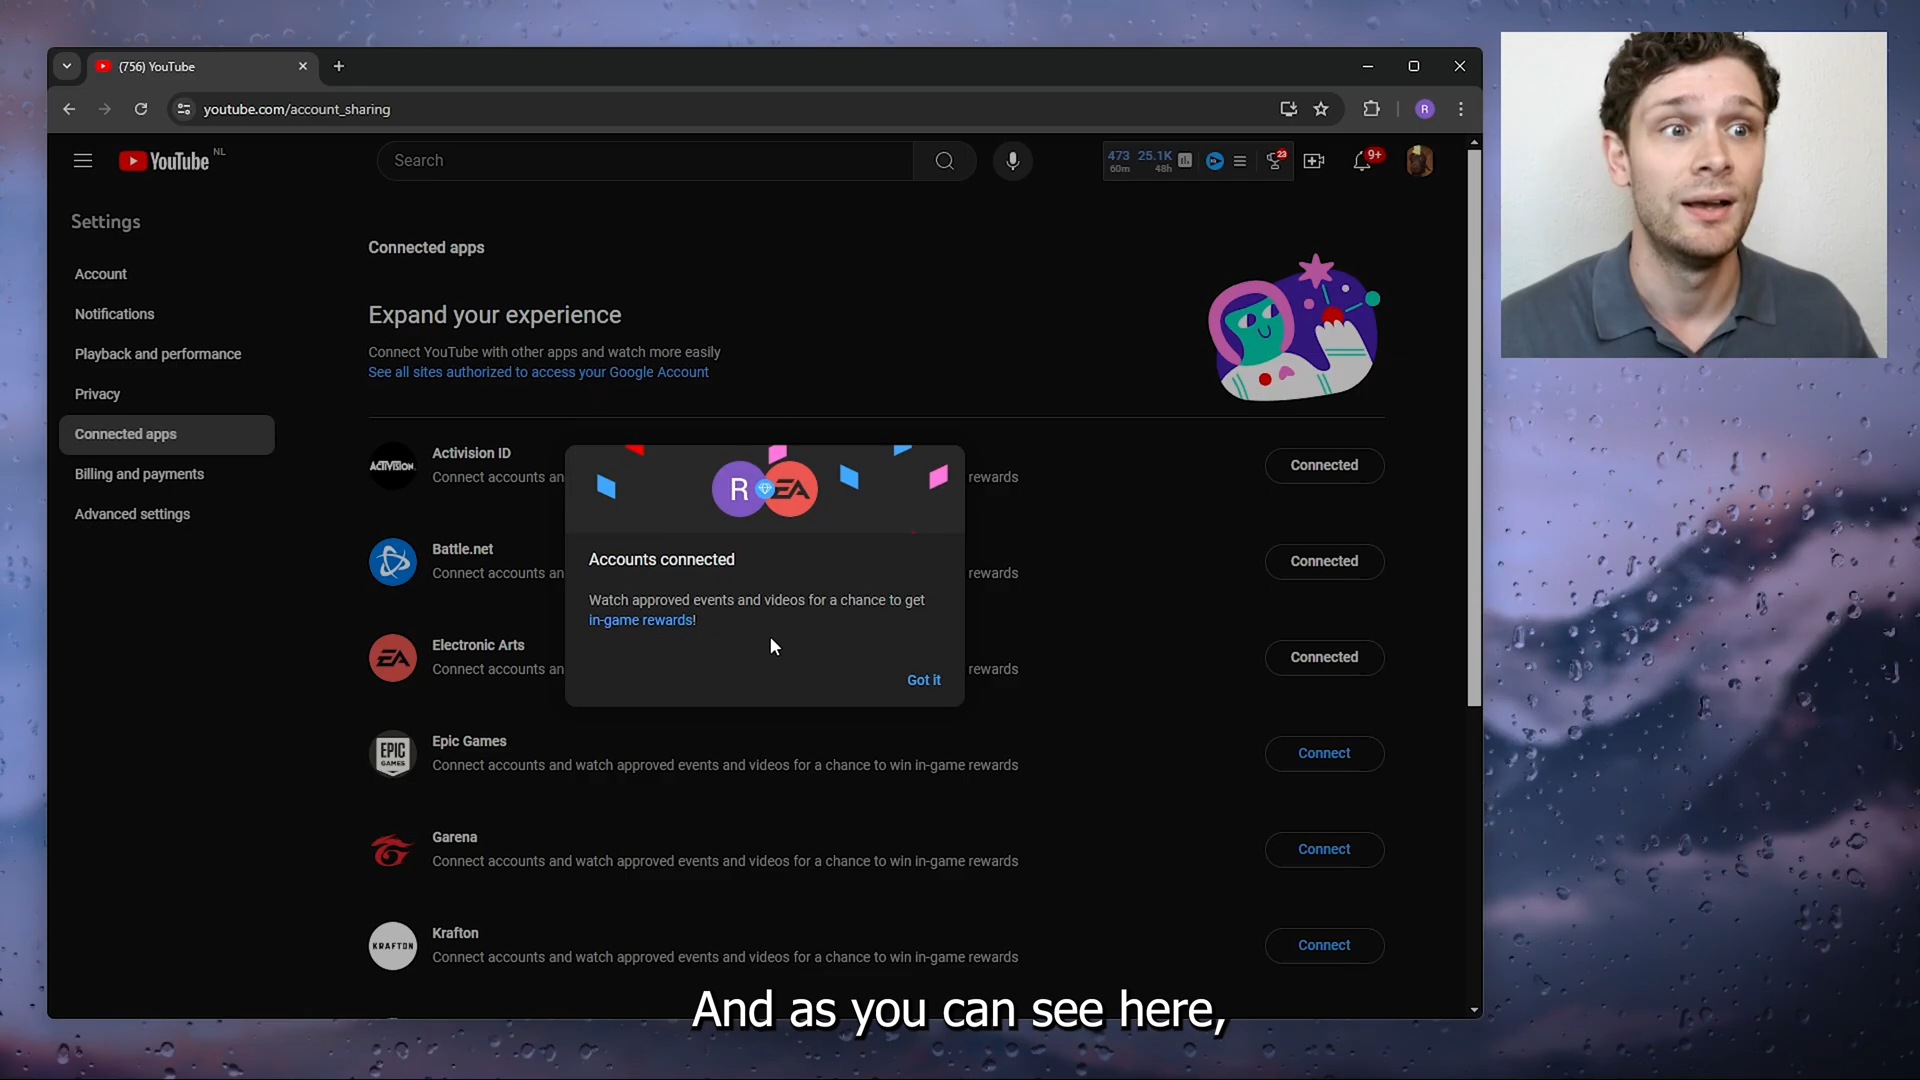 (756) YouTube
youtube.com/account_sharing
R
YouTube NL
Search
473 25.1K
60m 48h
23
9+
Settings
Account
Notifications
Playback and performance
Privacy
Connected apps
Billing and payments
Advanced settings
Connected apps
Expand your experience
Connect YouTube with other apps and watch more easily
See all sites authorized to access your Google Account
ACTIVISION
Activision ID
Connect accounts an
rewards
Connected
Battle.net
Connect accounts an
rewards
Connected
EA
Electronic Arts
Connect accounts an
rewards
Connected
R EA
Accounts connected
Watch approved events and videos for a chance to get
in-game rewards!
Got it
EPIC
GAMES
Epic Games
Connect accounts and watch approved events and videos for a chance to win in-game rewards
Connect
Garena
Connect accounts and watch approved events and videos for a chance to win in-game rewards
Connect
KRAFTON
Krafton
Connect accounts and watch approved events and videos for a chance to win in-game rewards
Connect
And as you can see here,